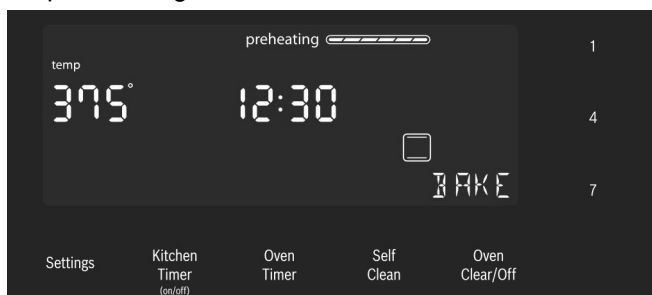 preheating
1
temp
375°
12:30
4
BAKE
7
Settings
Kitchen
Timer
(on/off)
Oven
Timer
Self
Clean
Oven
Clear/Off